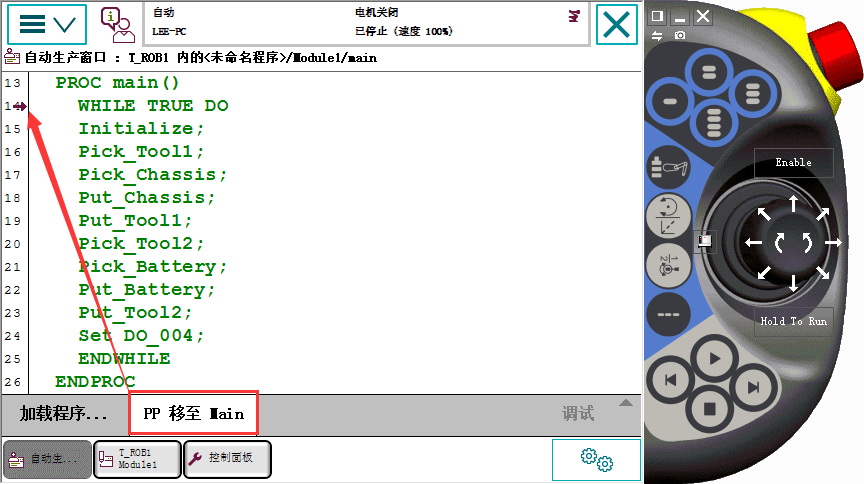 自动
LEE-PC
电机关闭
已停止 (速度 100%)
自动生产窗口 : T_ROB1 内的<未命名程序>/Module1/main
13 PROC main()
14 WHILE TRUE DO
15 Initialize;
16 Pick_Tool1;
17 Pick_Chassis;
18 Put_Chassis;
19 Put_Tool1;
20 Pick_Tool2;
21 Pick_Battery;
22 Put_Battery;
23 Put_Tool2;
24 Set DO_004;
25 ENDWHILE
26 ENDPROC
加载程序... PP 移至 Main 调试
自动生...
T_ROB1
Module1
控制面板
Enable
Hold To Run